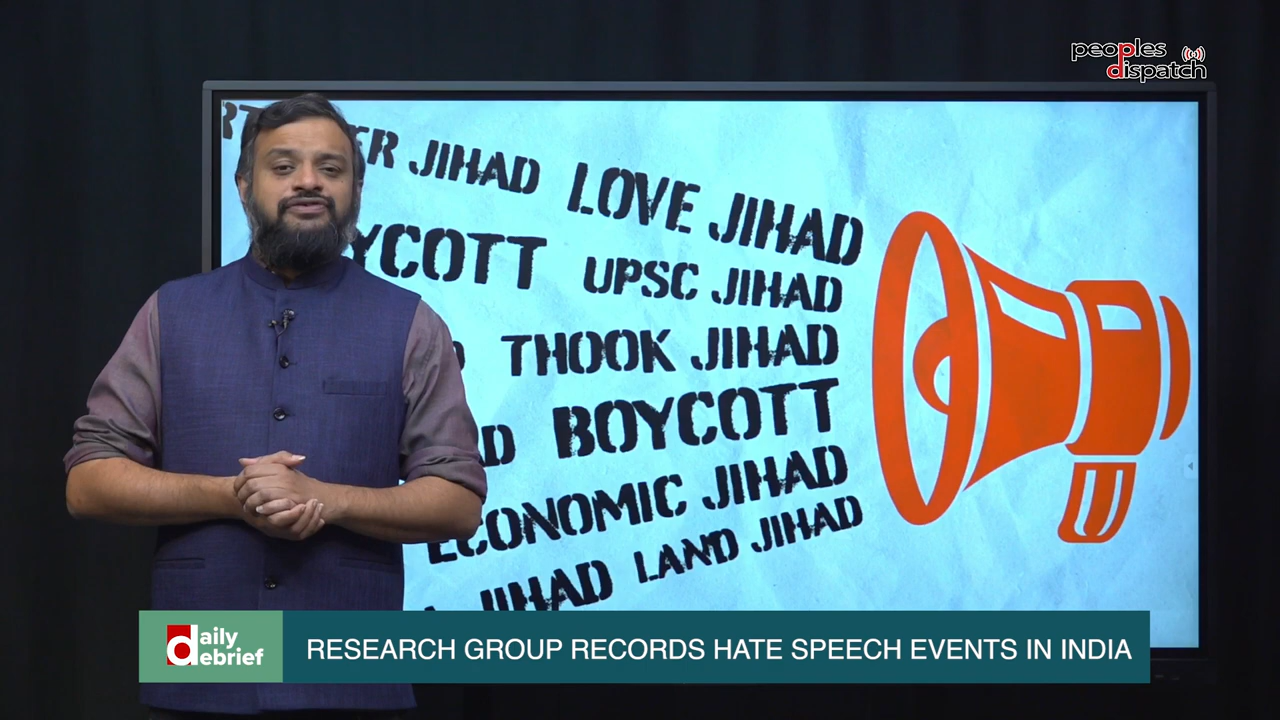 peoples
dispatch
ER JIHAD
LOVE JIHAD
YCOTT
UPSC JIHAD
THOOK JIHAD
BOYCOTT
ECONOMIC JIHAD
JIHAD
LAND JIHAD
daily
debrief
RESEARCH GROUP RECORDS HATE SPEECH EVENTS IN INDIA